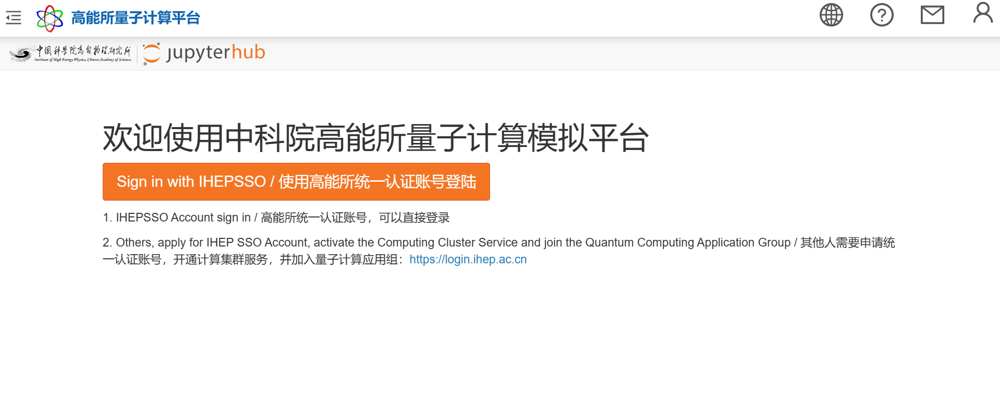 高能所量子计算平台
中国科学院高能物理研究所
Institute of High Energy Physics, Chinese Academy of Sciences
jupyterhub
欢迎使用中科院高能所量子计算模拟平台
Sign in with IHEPSSO / 使用高能所统一认证账号登陆
1. IHEPSSO Account sign in / 高能所统一认证账号，可以直接登录
2. Others, apply for IHEP SSO Account, activate the Computing Cluster Service and join the Quantum Computing Application Group / 其他人需要申请统
一认证账号，开通计算集群服务，并加入量子计算应用组：https://login.ihep.ac.cn